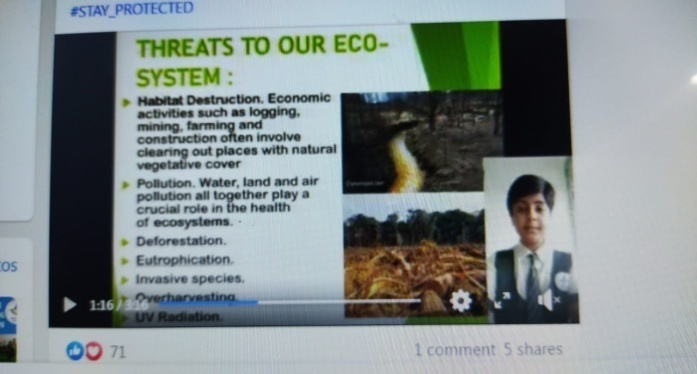 #STAY_PROTECTED
THREATS TO OUR ECO-
SYSTEM :
Habitat Destruction. Economic
activities such as logging,
mining, farming and
construction often involve
clearing out places with natural
vegetative cover
Pollution. Water, land and air
pollution all together play a
crucial role in the health
of ecosystems.
Deforestation.
Eutrophication.
Invasive species.
Overharvesting
UV Radiation.
1:16 / 3:16
71
1 comment 5 shares